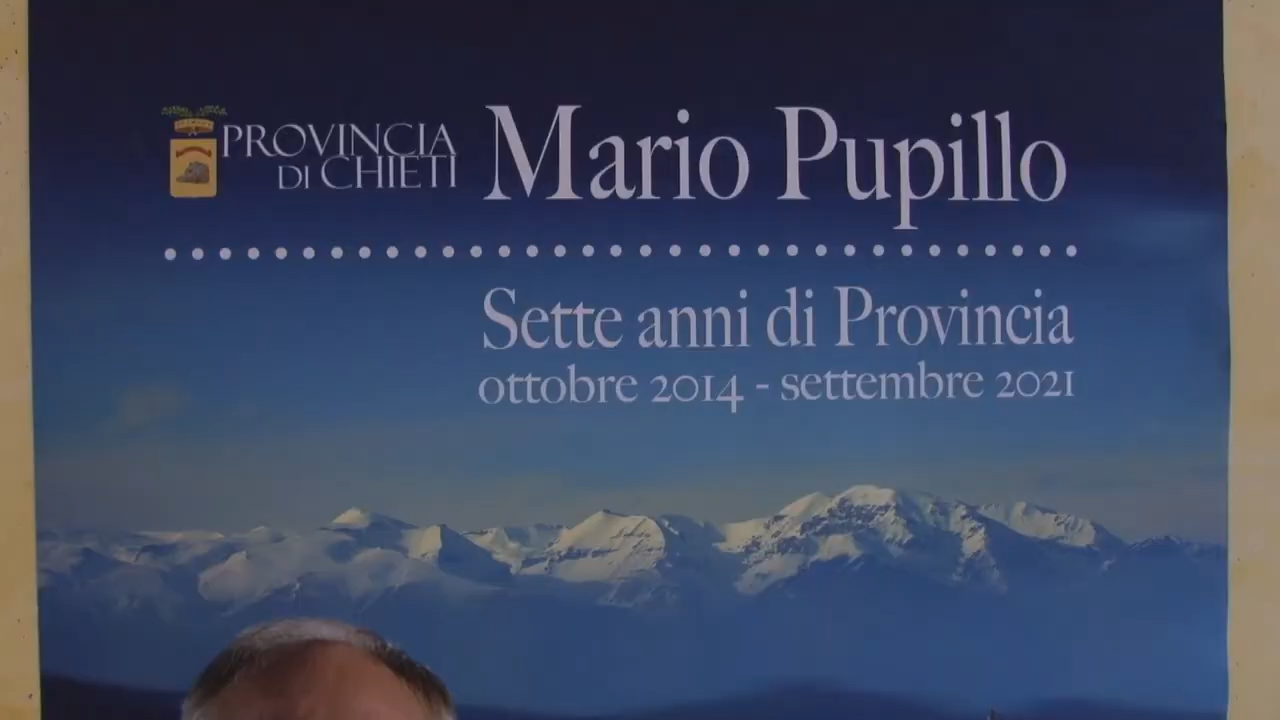 PROVINCIA
DI CHIETI
Mario Pupillo
Sette anni di Provincia
ottobre 2014 - settembre 2021